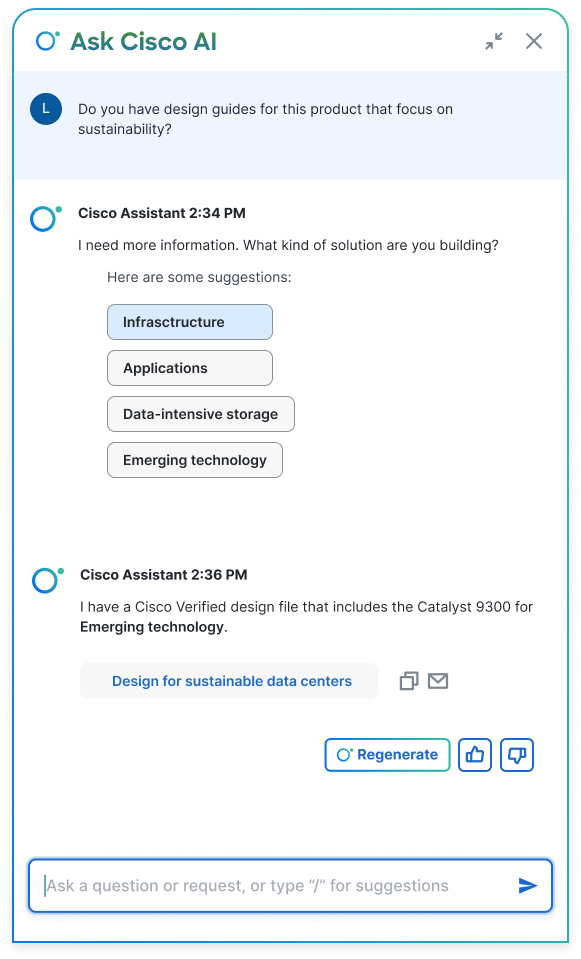 Ask Cisco AI
L
Do you have design guides for this product that focus on
sustainability?
Cisco Assistant 2:34 PM
I need more information. What kind of solution are you building?
Here are some suggestions:
Infrasctructure
Applications
Data-intensive storage
Emerging technology
Cisco Assistant 2:36 PM
I have a Cisco Verified design file that includes the Catalyst 9300 for
Emerging technology.
Design for sustainable data centers
Regenerate
Ask a question or request, or type “/” for suggestions